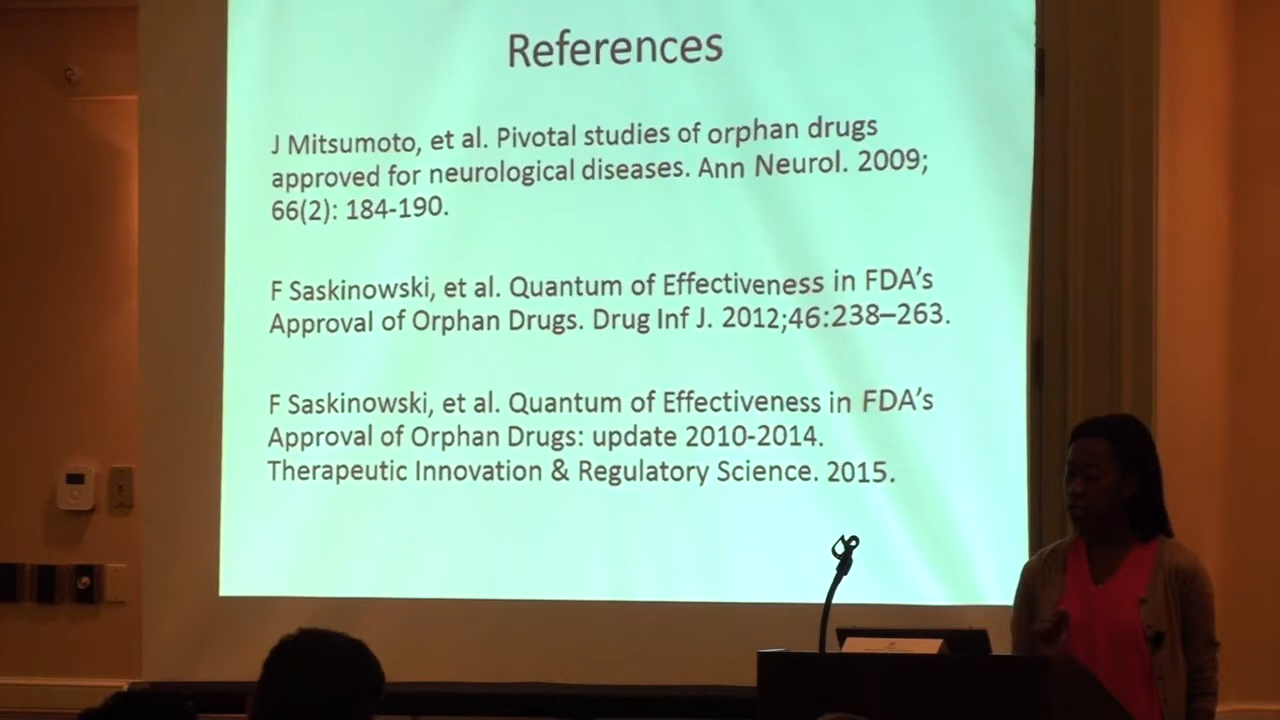 References
J Mitsumoto, et al. Pivotal studies of orphan drugs
approved for neurological diseases. Ann Neurol. 2009;
66(2): 184-190.
F Saskinowski, et al. Quantum of Effectiveness in FDA's
Approval of Orphan Drugs. Drug Inf J. 2012;46:238–263.
F Saskinowski, et al. Quantum of Effectiveness in FDA's
Approval of Orphan Drugs: update 2010-2014.
Therapeutic Innovation & Regulatory Science. 2015.